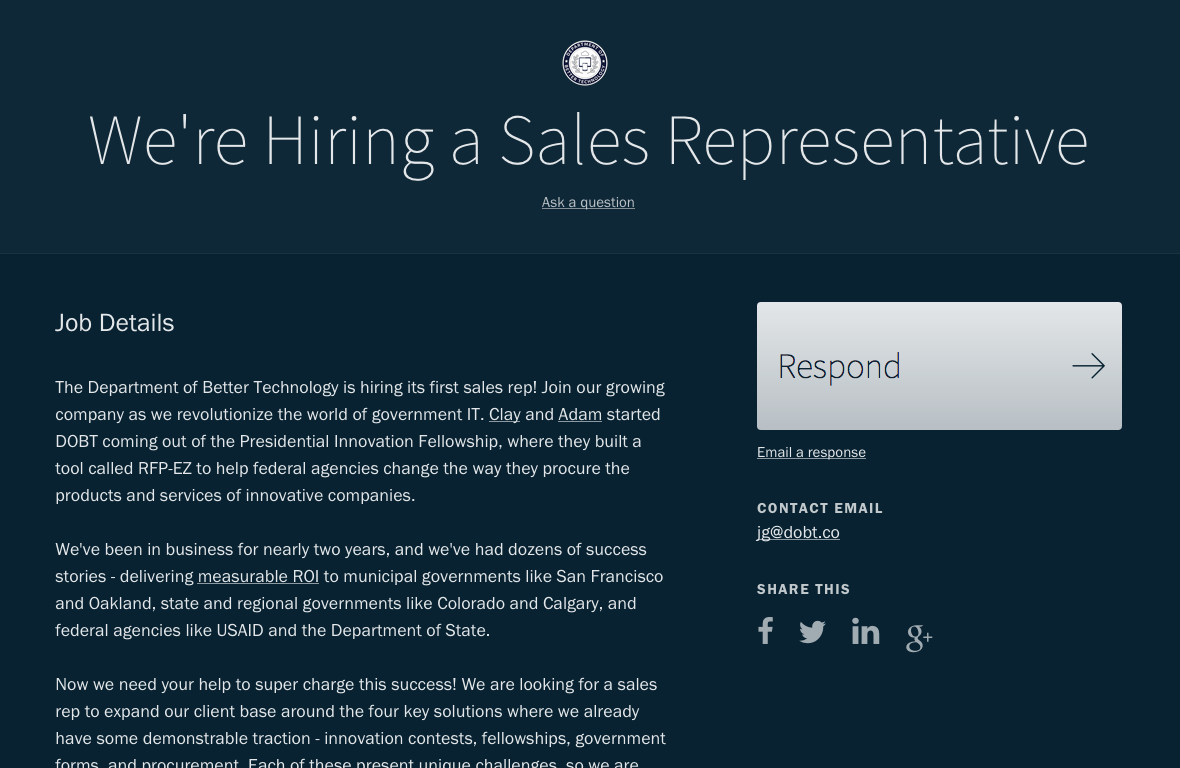 DEPARTMENT OF
BETTER TECHNOLOGY
We're Hiring a Sales Representative
Ask a question
Job Details
The Department of Better Technology is hiring its first sales rep! Join our growing
company as we revolutionize the world of government IT. Clay and Adam started
DOBT coming out of the Presidential Innovation Fellowship, where they built a
tool called RFP-EZ to help federal agencies change the way they procure the
products and services of innovative companies.
We've been in business for nearly two years, and we've had dozens of success
stories - delivering measurable ROI to municipal governments like San Francisco
and Oakland, state and regional governments like Colorado and Calgary, and
federal agencies like USAID and the Department of State.
Now we need your help to super charge this success! We are looking for a sales
rep to expand our client base around the four key solutions where we already
have some demonstrable traction - innovation contests, fellowships, government
forms, and procurement. Each of these present unique challenges, so we are
Respond
Email a response
CONTACT EMAIL
jg@dobt.co
SHARE THIS